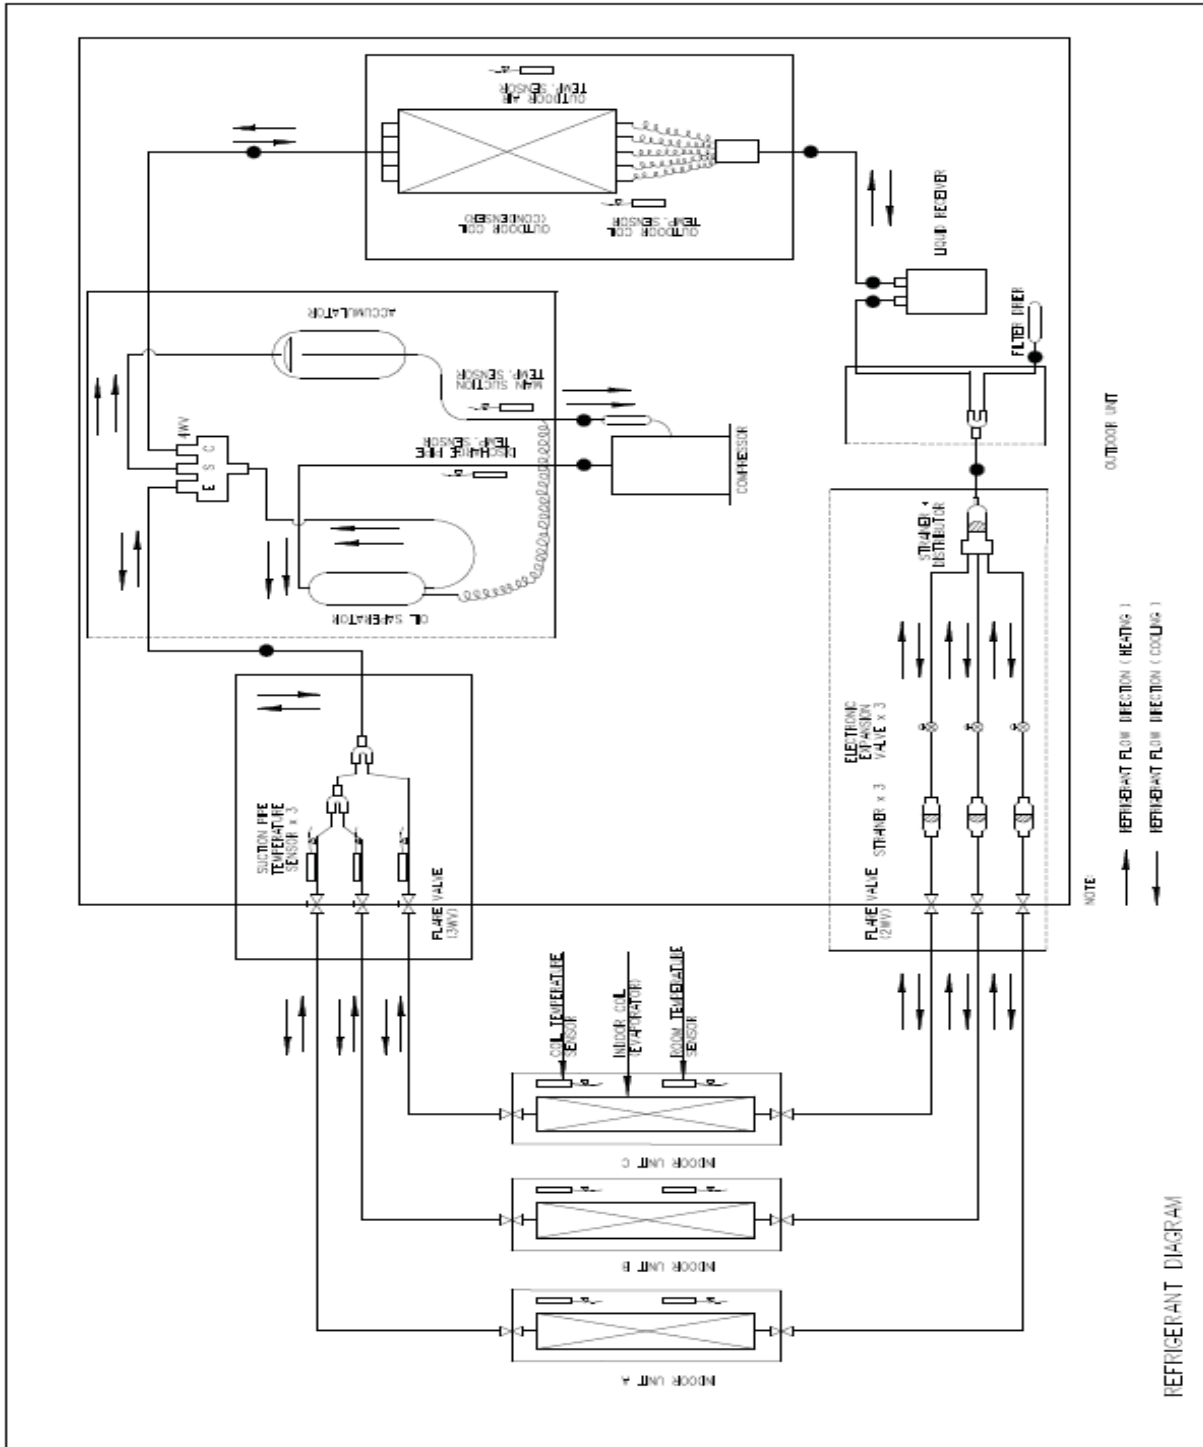 OUTDOOR AIR
TEMP. SENSOR
OUTDOOR COIL
(CONDENSER)
OUTDOOR COIL
TEMP. SENSOR
LIQUID RECEIVER
FILTER DRIER
ACCUMULATOR
MAIN SUCTION
TEMP. SENSOR
4WV
E S C
DISCHARGE PIPE
TEMP. SENSOR
COMPRESSOR
OIL SAPERATOR
OUTDOOR UNIT
STRAINER +
DISTRIBUTOR
SUCTION PIPE
TEMPERATURE
SENSOR x 3
FLARE VALVE
(3WV)
ELECTRONIC
EXPANSION
VALVE x 3
STRAINER x 3
FLARE VALVE
(2WV)
COIL TEMPERATURE
SENSOR
INDOOR COIL
(EVAPORATOR)
ROOM TEMPERATURE
SENSOR
INDOOR UNIT C
INDOOR UNIT B
INDOOR UNIT A
NOTE:
REFRIGERANT FLOW DIRECTION ( HEATING )
REFRIGERANT FLOW DIRECTION ( COOLING )
REFRIGERANT DIAGRAM